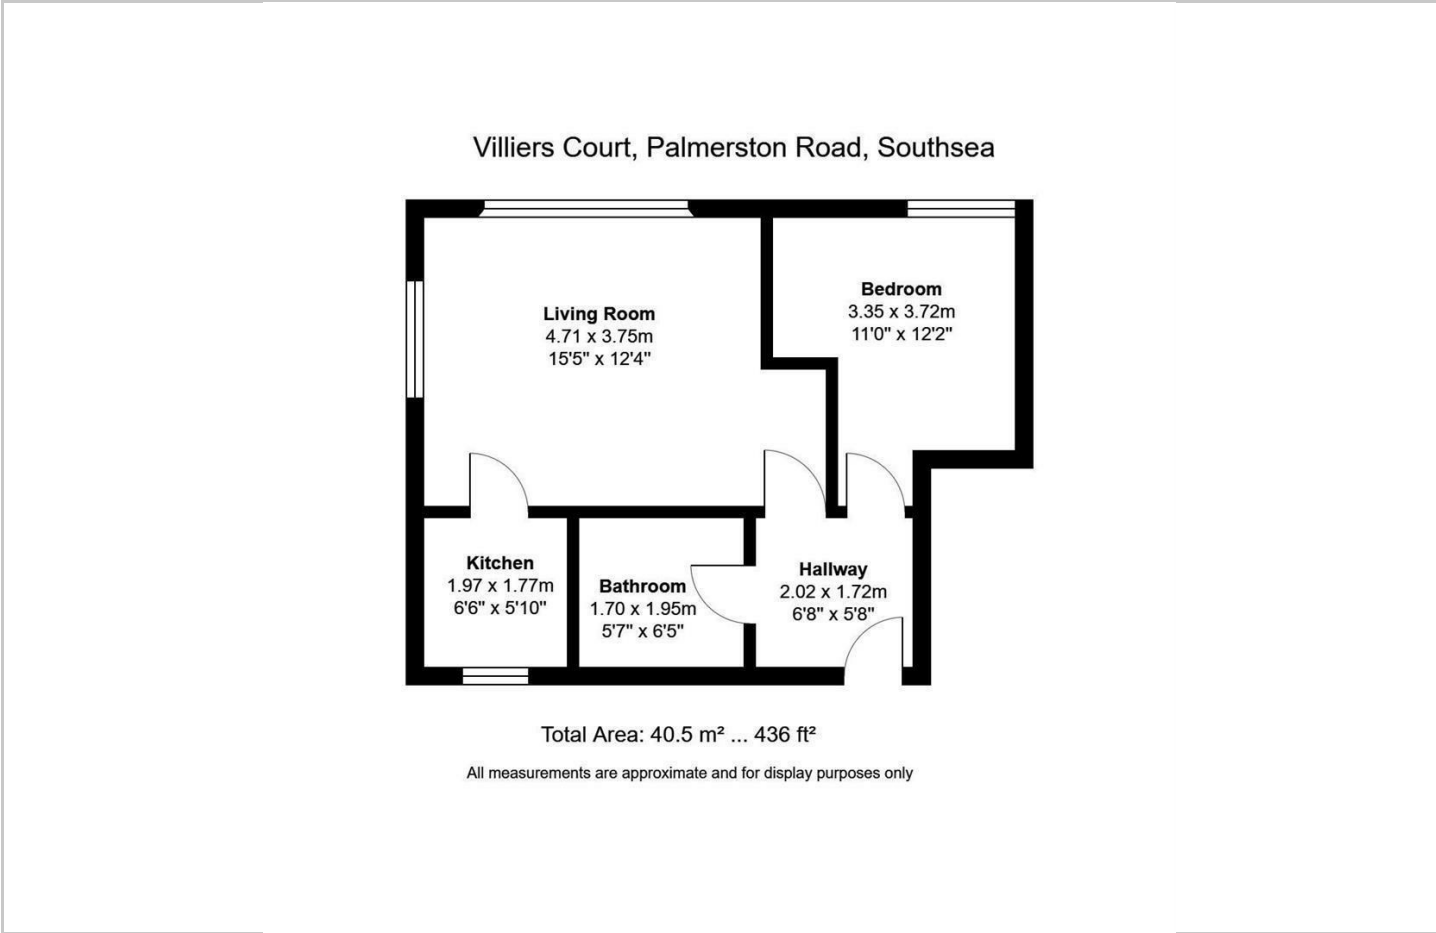 Villiers Court, Palmerston Road, Southsea
Living Room
4.71 x 3.75m
15'5" x 12'4"
Bedroom
3.35 x 3.72m
11'0" x 12'2"
Kitchen
1.97 x 1.77m
6'6" x 5'10"
Bathroom
1.70 x 1.95m
5'7" x 6'5"
Hallway
2.02 x 1.72m
6'8" x 5'8"
Total Area: 40.5 m² ... 436 ft²
All measurements are approximate and for display purposes only